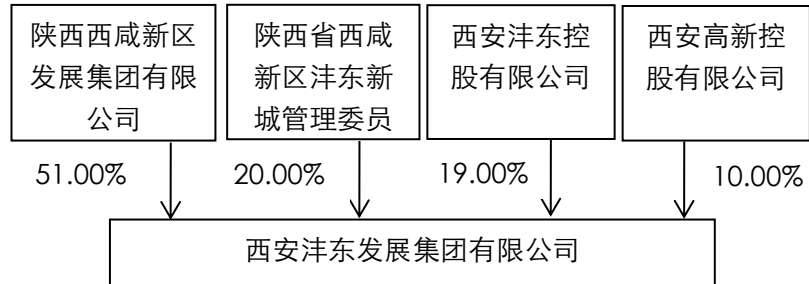 陕西西咸新区
发展集团有限
公司
陕西省西咸
新区沣东新
城管理委员
西安沣东控
股有限公司
西安高新控
股有限公司
51.00%
20.00%
19.00%
10.00%
西安沣东发展集团有限公司